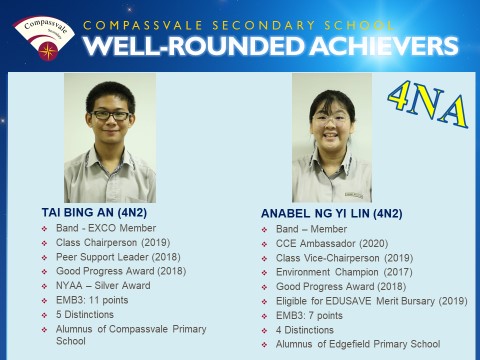 Compassvale
COMPASSVALE SECONDARY SCHOOL
WELL-ROUNDED ACHIEVERS
4NA
TAI BING AN (4N2)
Band - EXCO Member
Class Chairperson (2019)
Peer Support Leader (2018)
Good Progress Award (2018)
NYAA – Silver Award
EMB3: 11 points
5 Distinctions
Alumnus of Compassvale Primary
School
ANABEL NG YI LIN (4N2)
Band – Member
CCE Ambassador (2020)
Class Vice-Chairperson (2019)
Environment Champion (2017)
Good Progress Award (2018)
Eligible for EDUSAVE Merit Bursary (2019)
EMB3: 7 points
4 Distinctions
Alumnus of Edgefield Primary
School